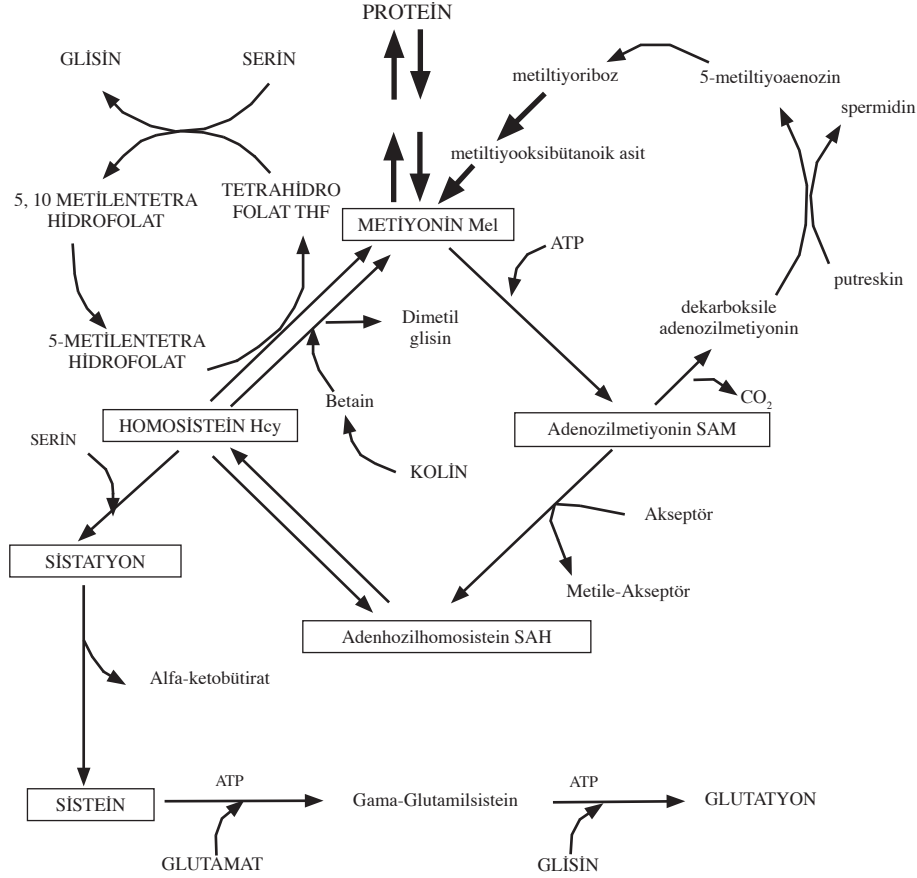 PROTEİN
GLİSİN
SERİN
metiltiyoriboz
5-metiltiyoaenozin
spermidin
metiltiyooksibütanoik asit
5, 10 METİLENTETRA
HİDROFOLAT
TETRAHİDRO
FOLAT THF
METİYONİN Mel
ATP
putreskin
dekarboksile
adenozilmetiyonin
Dimetil
glisin
5-METİLENTETRA
HİDROFOLAT
Betain
CO2
HOMOSİSTEİN Hcy
Adenozilmetiyonin SAM
SERİN
KOLİN
Akseptör
SİSTATYON
Metile-Akseptör
Adenhozilhomosistein SAH
Alfa-ketobütirat
ATP
ATP
SİSTEİN
Gama-Glutamilsistein
GLUTATYON
GLUTAMAT
GLİSİN